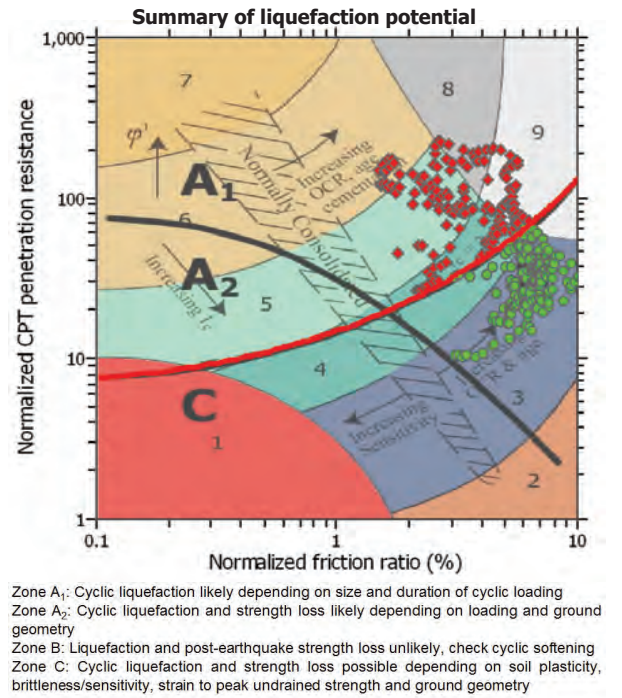 Summary of liquefaction potential
1,000
100
10
1
Normalized CPT penetration resistance
7
8
9
φ'
Increasing
OCR, age
cement
Normally Consolidated
A1
6
A2
Increasing Ic
5
4
C
1
Increasing
Sensitivity
& age
3
2
0.1
1
10
Normalized friction ratio (%)
Zone A1: Cyclic liquefaction likely depending on size and duration of cyclic loading
Zone A2: Cyclic liquefaction and strength loss likely depending on loading and ground
geometry
Zone B: Liquefaction and post-earthquake strength loss unlikely, check cyclic softening
Zone C: Cyclic liquefaction and strength loss possible depending on soil plasticity,
brittleness/sensitivity, strain to peak undrained strength and ground geometry